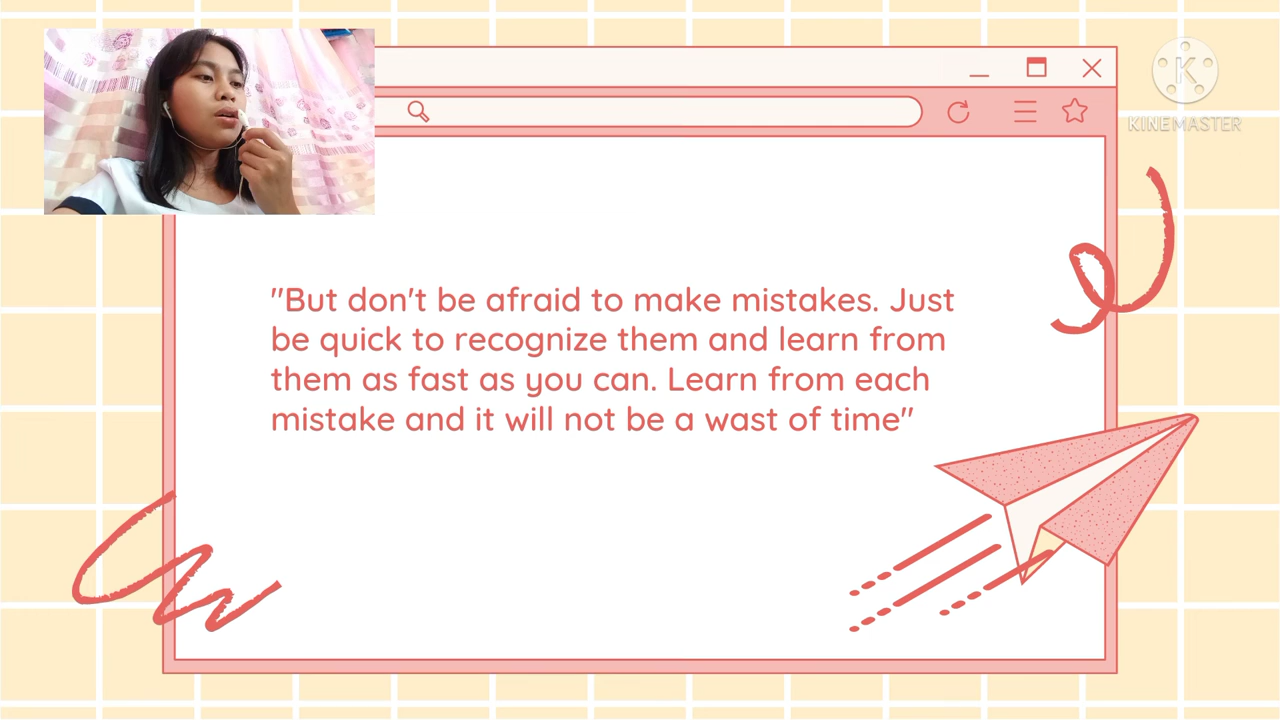 KINEMASTER
"But don't be afraid to make mistakes. Just
be quick to recognize them and learn from
them as fast as you can. Learn from each
mistake and it will not be a wast of time"